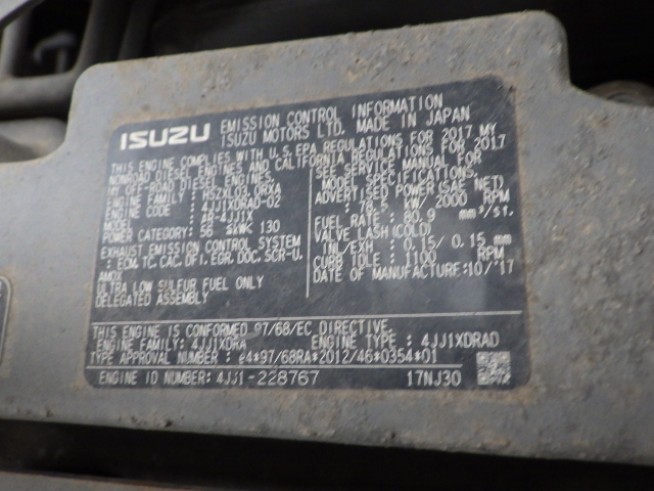 ISUZU EMISSION CONTROL INFORMATION
ISUZU MOTORS LTD. MADE IN JAPAN
THIS ENGINE COMPLIES WITH U.S.EPA REGULATIONS FOR 2017 MY
NONROAD DIESEL ENGINES AND CALIFORNIA REGULATIONS FOR 2017
MY OFF-ROAD DIESEL ENGINES.
ENGINE FAMILY : HSZXL03.0RXA
ENGINE CODE : 4JJ1XDRAD-02
MODEL : AR-4JJ1X
POWER CATEGORY: 56 ≤kW< 130
EXHAUST EMISSION CONTROL SYSTEM
: ECM, TC, CAC, DFI, EGR, DOC, SCR-U,
AMOX
ULTRA LOW SULFUR FUEL ONLY
DELEGATED ASSEMBLY
SEE SERVICE MANUAL FOR
MODEL SPECIFICATIONS.
ADVERTISED POWER(SAE NET)
: 78.5 kW/ 2000 RPM
FUEL RATE: 80.9 mm³/st.
VALVE LASH (COLD)
INL/EXH : 0.15/ 0.15 mm
CURB IDLE : 1100 RPM
DATE OF MANUFACTURE:10/'17
THIS ENGINE IS CONFORMED 97/68/EC DIRECTIVE.
ENGINE FAMILY : 4JJ1XDRA ENGINE TYPE : 4JJ1XDRAD
TYPE APPROVAL NUMBER : e4*97/68RA*2012/46*0354*01
ENGINE ID NUMBER: 4JJ1-228767 17NJ30